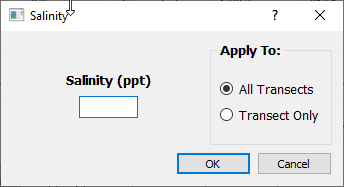 Salinity
?
Apply To:
Salinity (ppt)
All Transects
Transect Only
OK
Cancel